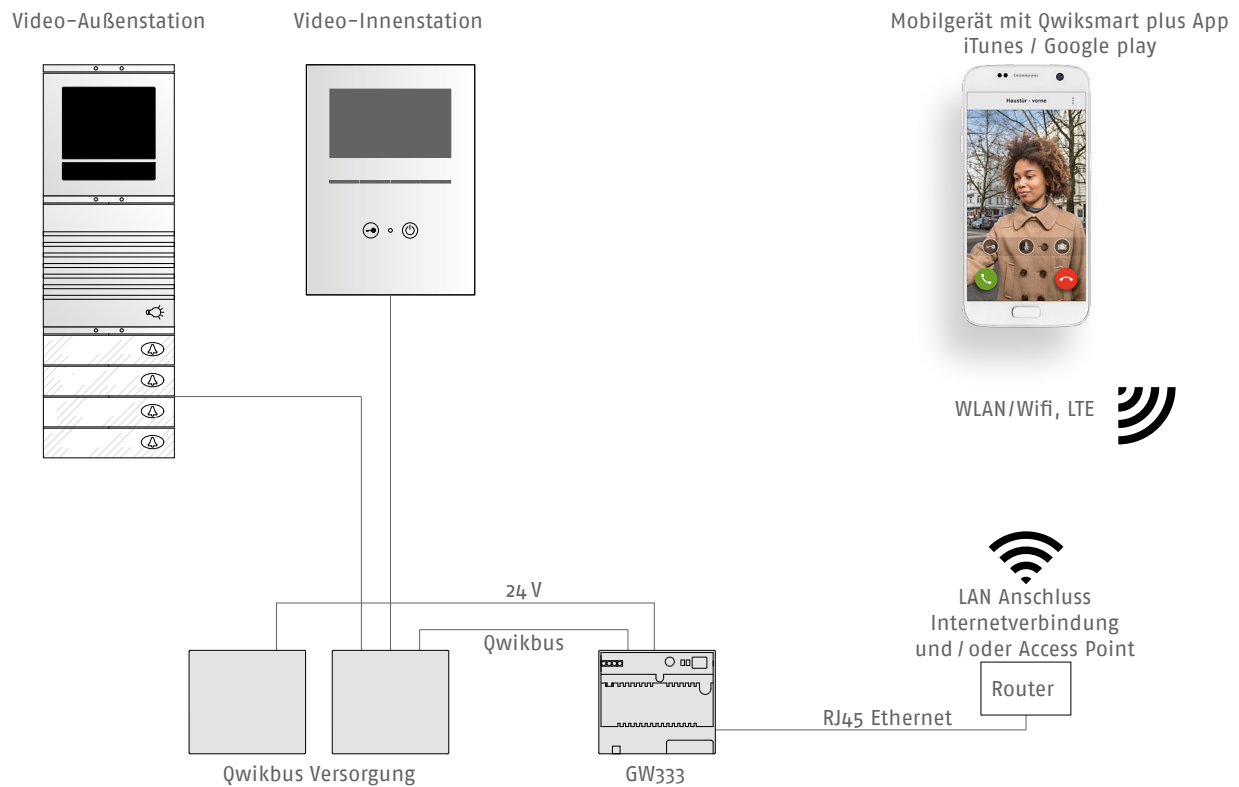 Video-Außenstation
Video-Innenstation
Mobilgerät mit Qwiksmart plus App
iTunes / Google play
Haustür - vorne
WLAN/Wifi, LTE
24 V
Qwikbus
LAN Anschluss
Internetverbindung
und / oder Access Point
Router
RJ45 Ethernet
Qwikbus Versorgung
GW333